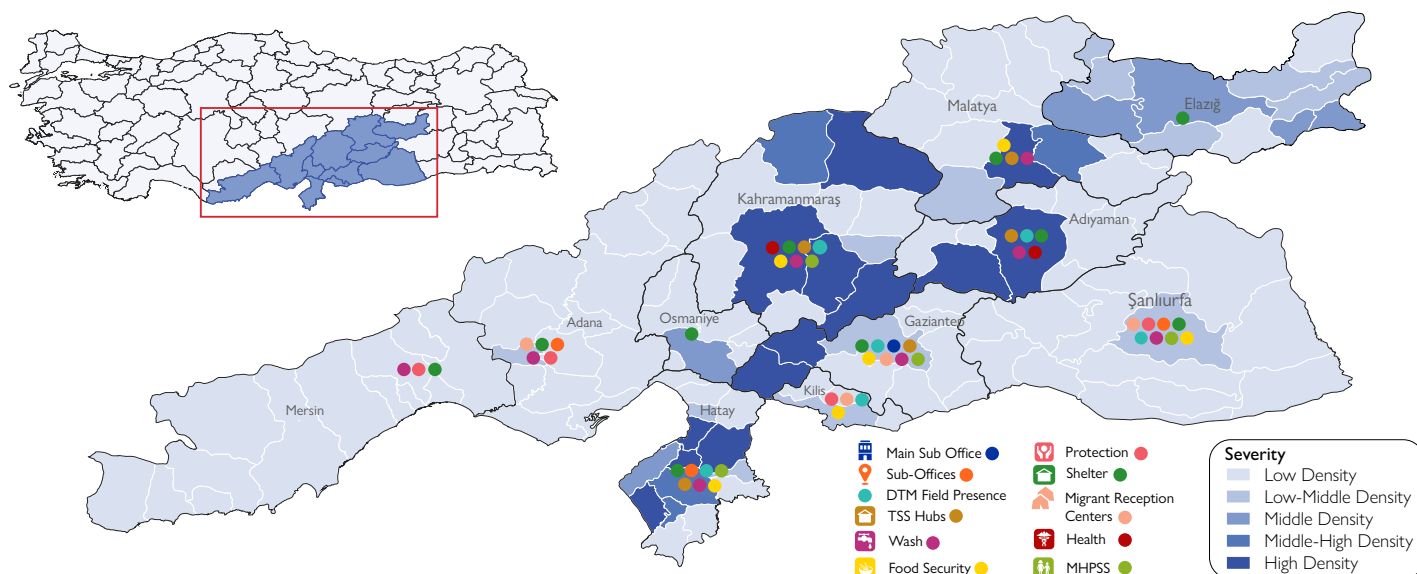 Malatya
Elazığ
Kahramanmaraş
Adıyaman
Şanlıurfa
Gaziantep
Osmaniye
Adana
Kilis
Mersin
Hatay
Main Sub Office
Sub-Offices
DTM Field Presence
TSS Hubs
Wash
Food Security
Protection
Shelter
Migrant Reception
Centers
Health
MHPSS
Severity
Low Density
Low-Middle Density
Middle Density
Middle-High Density
High Density